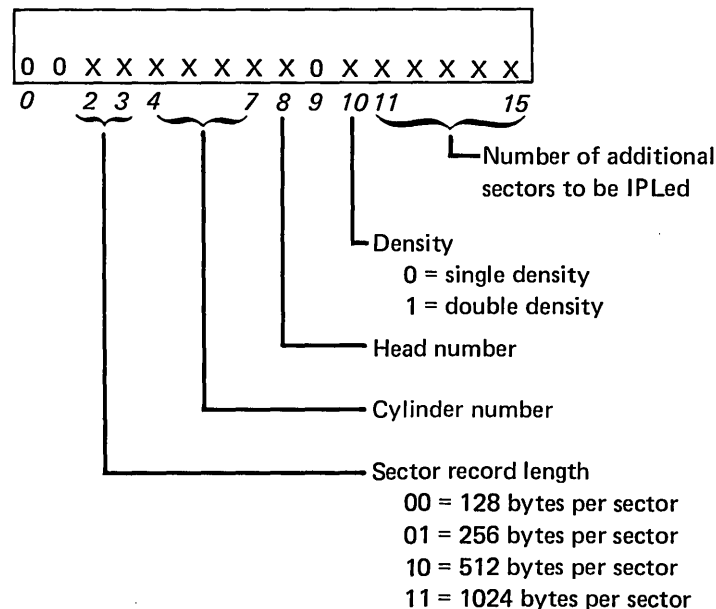 0 0 X X X X X X X 0 X X X X X X
0 2 3 4 7 8 9 10 11 15
Number of additional
sectors to be IPLed
Density
0 = single density
1 = double density
Head number
Cylinder number
Sector record length
00 = 128 bytes per sector
01 = 256 bytes per sector
10 = 512 bytes per sector
11 = 1024 bytes per sector